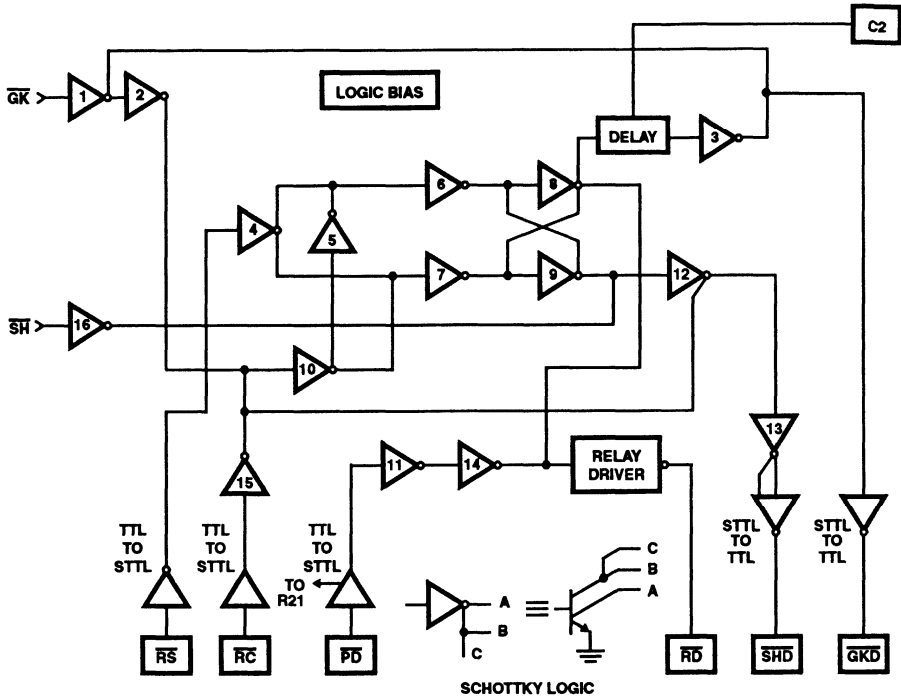 C2
GK
1
2
LOGIC BIAS
DELAY
3
6
8
4
5
7
9
12
SH
16
10
13
11
14
RELAY
DRIVER
15
TTL
TO
STTL
TTL
TO
STTL
TTL
TO
STTL
STTL
TO
TTL
STTL
TO
TTL
TO
R21
A
B
C
C
B
A
RS
RC
PD
RD
SHD
GKD
SCHOTTKY LOGIC